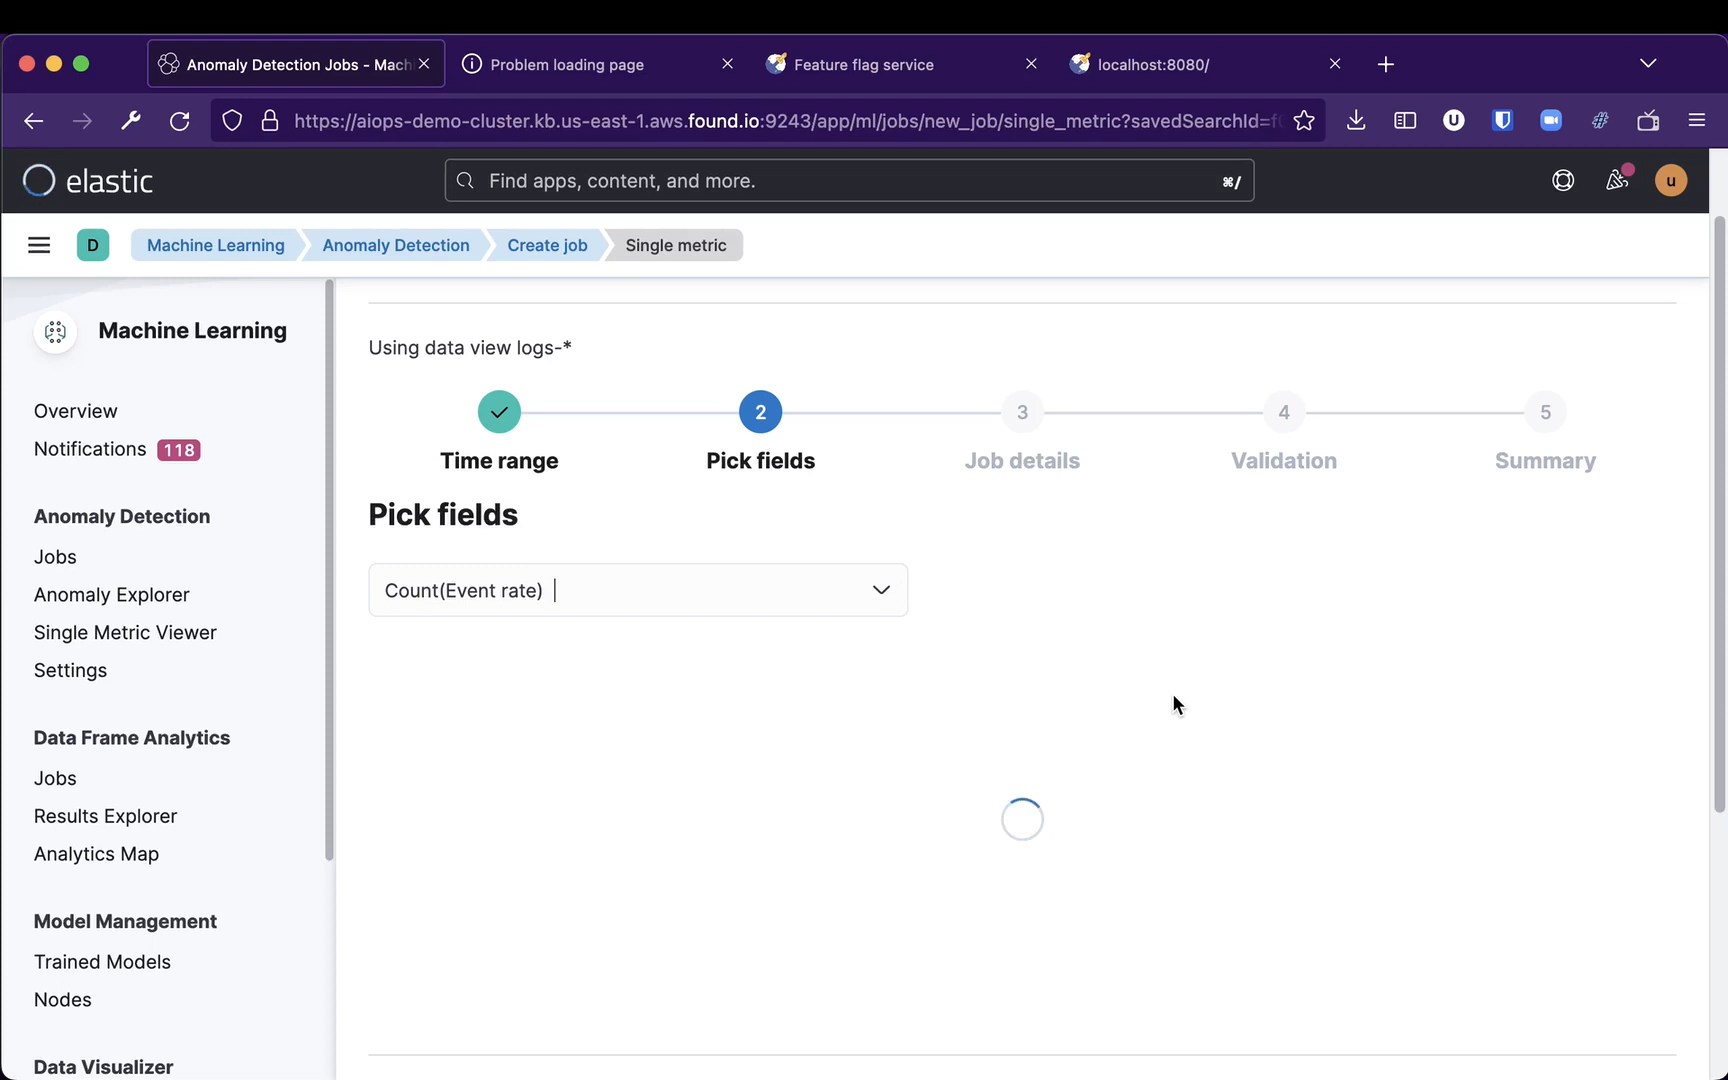 Anomaly Detection Jobs - Mach
Problem loading page
Feature flag service
localhost:8080/
https://aiops-demo-cluster.kb.us-east-1.aws.found.io:9243/app/ml/jobs/new_job/single_metric?savedSearchId=f
elastic
Find apps, content, and more.
⌘/
u
D
Machine Learning
Anomaly Detection
Create job
Single metric
Machine Learning
Overview
Notifications 118
Anomaly Detection
Jobs
Anomaly Explorer
Single Metric Viewer
Settings
Data Frame Analytics
Jobs
Results Explorer
Analytics Map
Model Management
Trained Models
Nodes
Data Visualizer
Using data view logs-*
2 3 4 5
Time range
Pick fields
Job details
Validation
Summary
Pick fields
Count(Event rate)